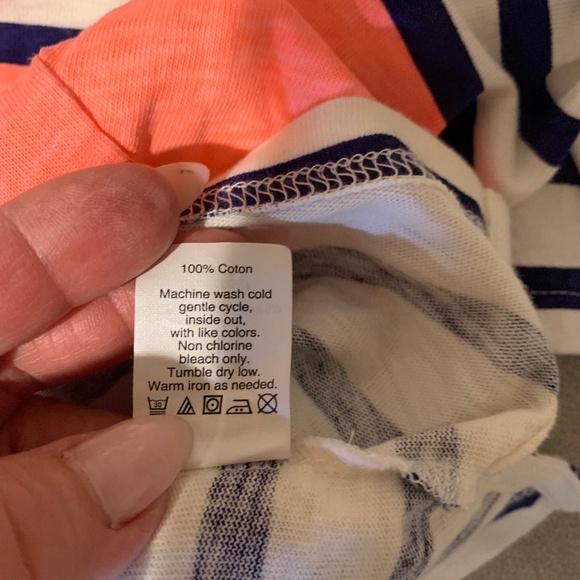 100% Coton
Machine wash cold
gentle cycle,
inside out,
with like colors.
Non chlorine
bleach only.
Tumble dry low.
Warm iron as needed.
30